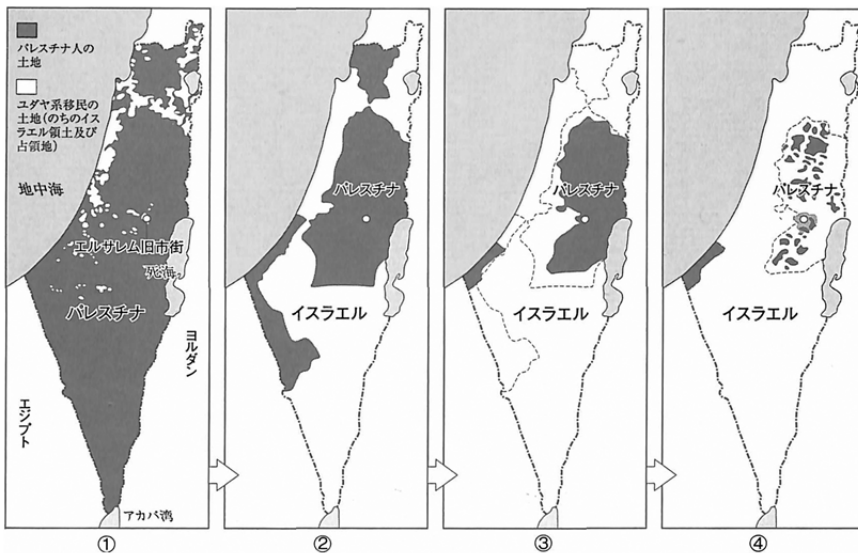 パレスチナ人の
土地
ユダヤ系移民の
土地(のちのイス
ラエル領土及び
占領地)
地中海
エルサレム旧市街
死海
パレスチナ
ヨルダン
エジプト
アカバ湾
①
パレスチナ
イスラエル
②
パレスチナ
イスラエル
③
パレスチナ
イスラエル
④